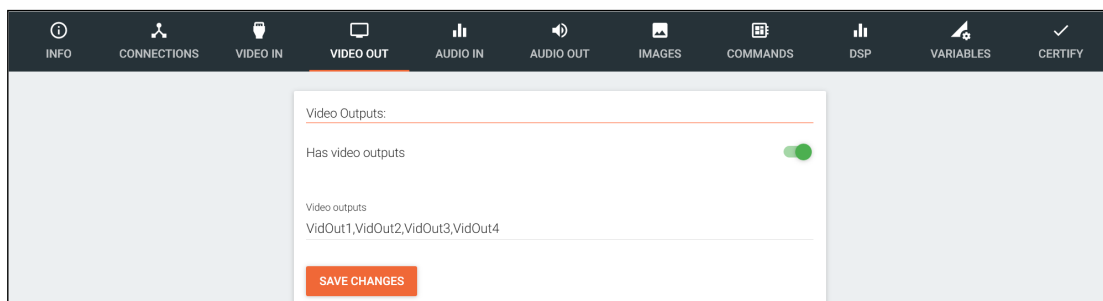 INFO CONNECTIONS VIDEO IN VIDEO OUT AUDIO IN AUDIO OUT IMAGES COMMANDS DSP VARIABLES CERTIFY
Video Outputs:
Has video outputs
Video outputs
VidOut1,VidOut2,VidOut3,VidOut4
SAVE CHANGES